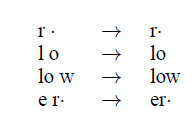 r · → r·
l o → lo
lo w → low
e r· → er·